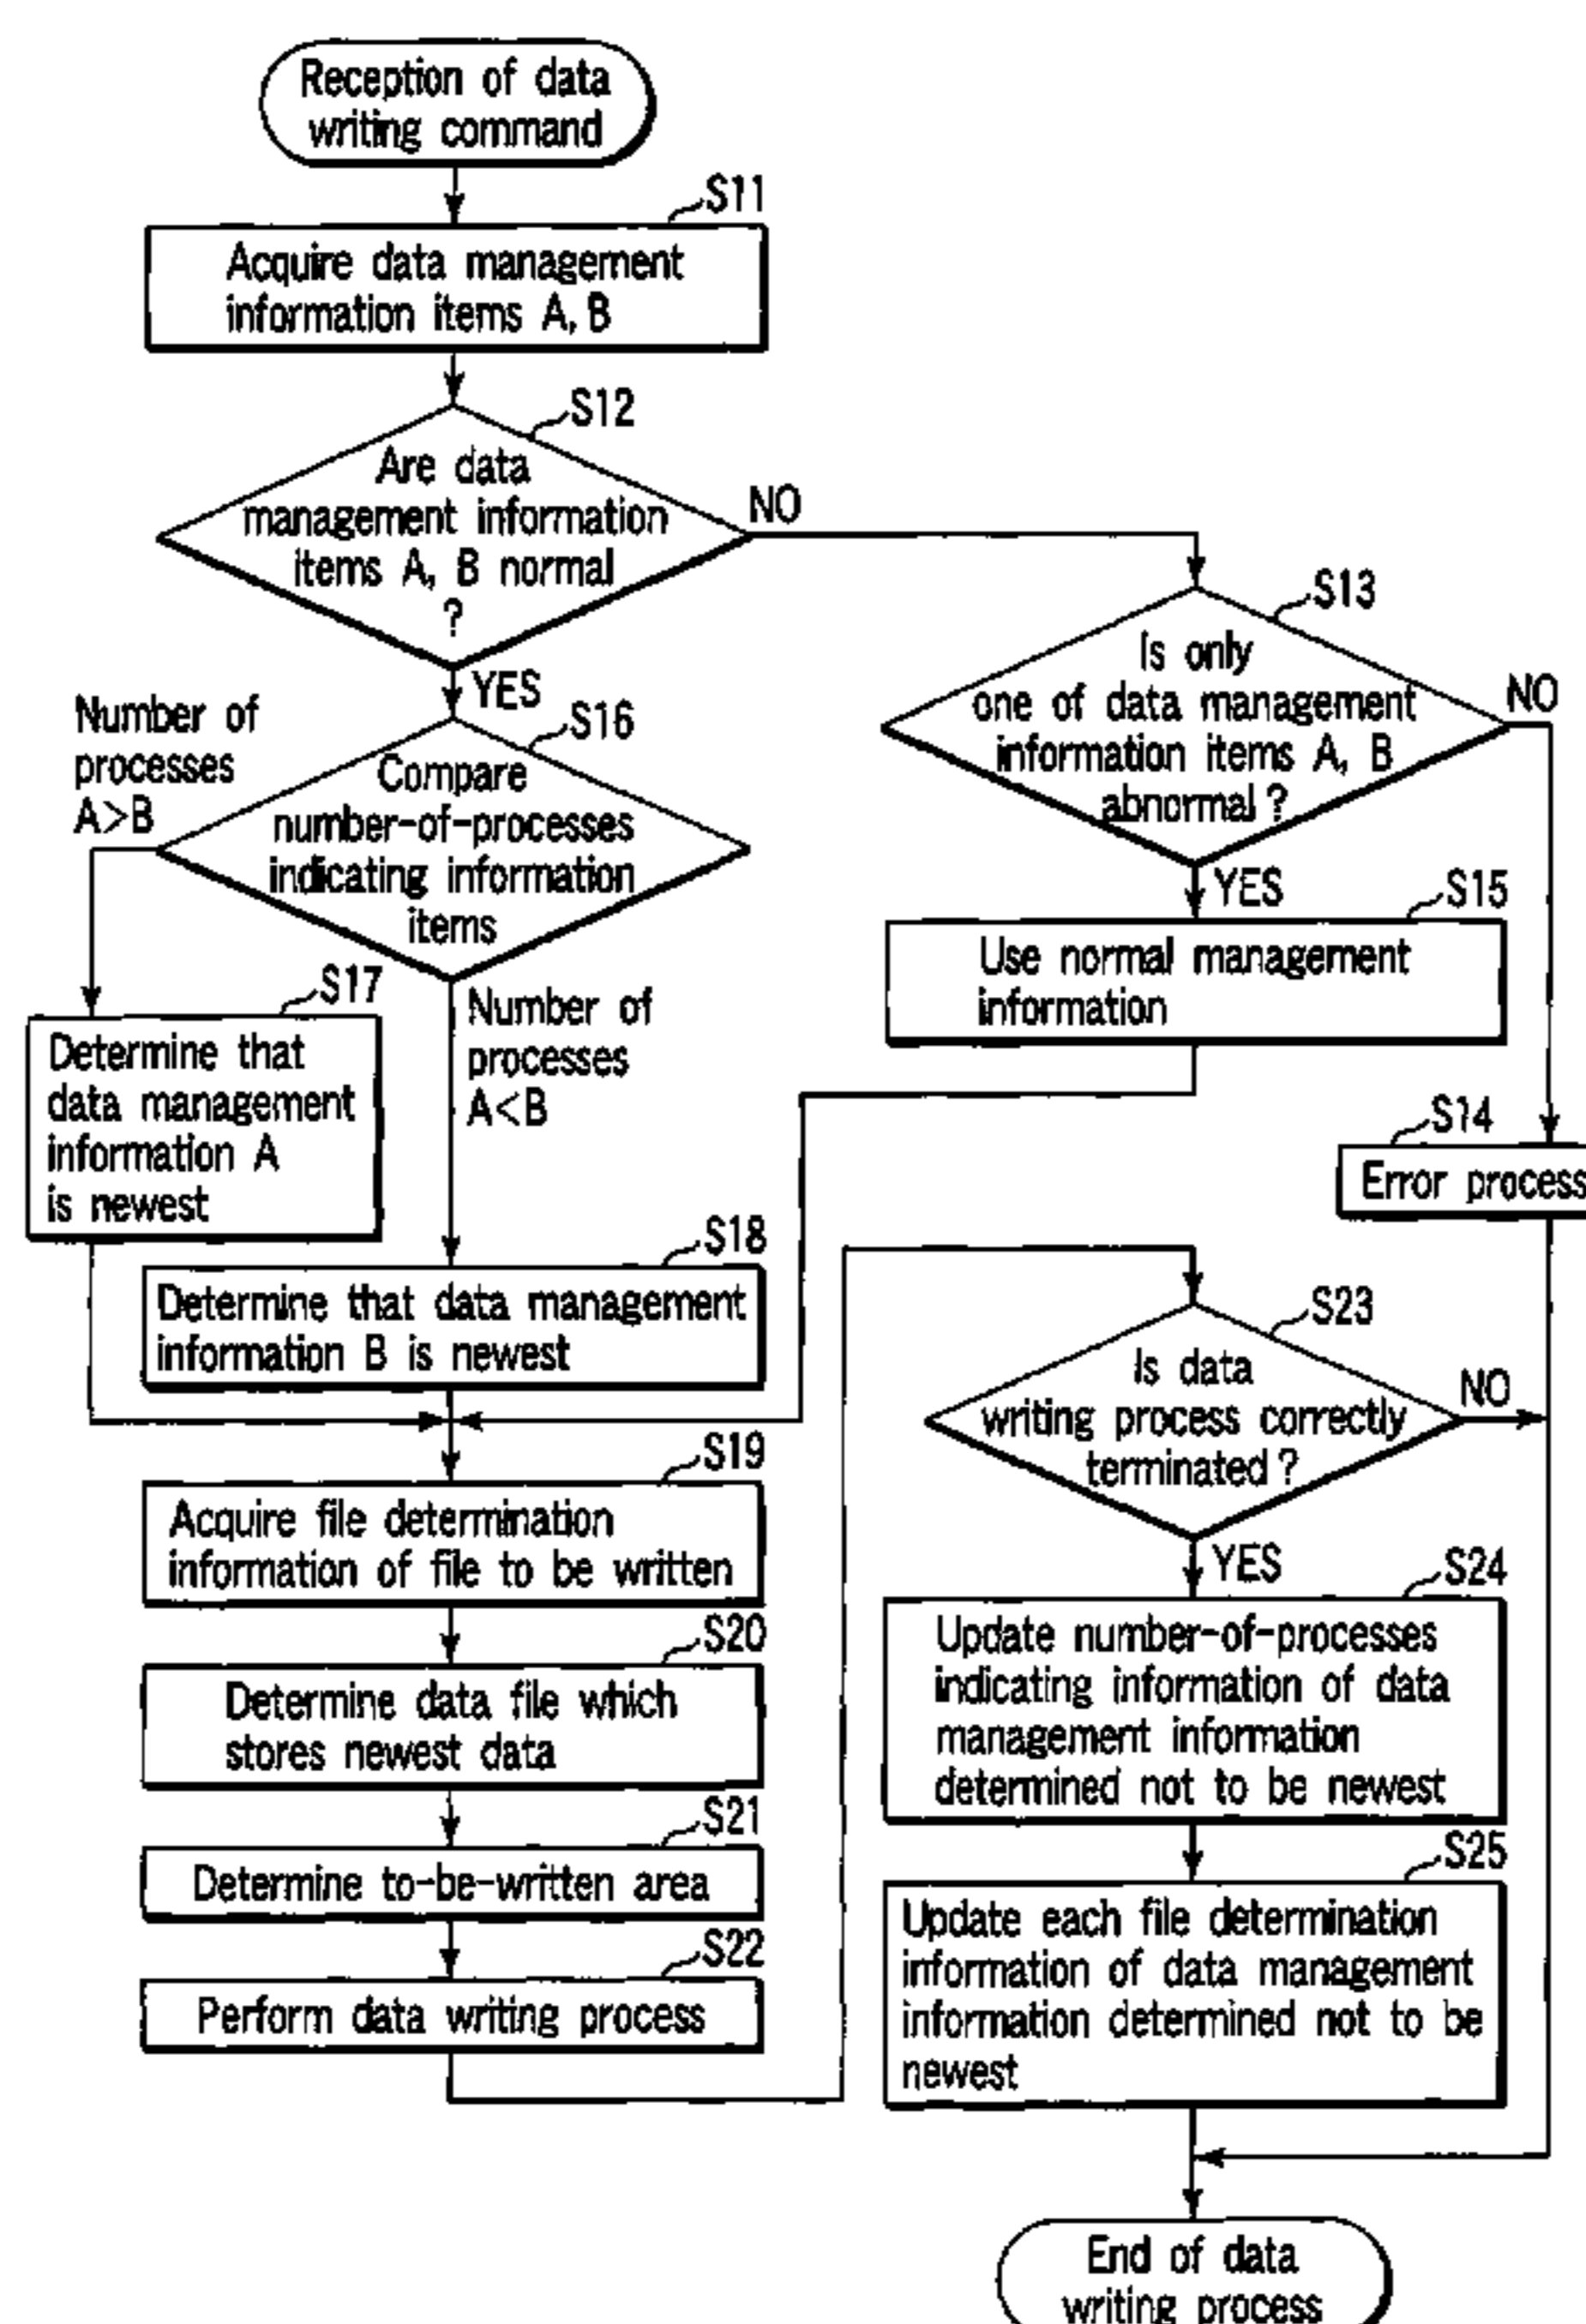 Reception of data
writing command
S11
Acquire data management
information items A, B
S12
Are data
management information
items A, B normal
?
NO
YES
S13
Is only
one of data management
information items A, B
abnormal ?
NO
YES
S16
Compare
number-of-processes
indicating information
items
Number of
processes
A>B
Number of
processes
A<B
S15
Use normal management
information
S17
Determine that
data management
information A
is newest
S14
Error process
S18
Determine that data management
information B is newest
S19
Acquire file determination
information of file to be written
S20
Determine data file which
stores newest data
S21
Determine to-be-written area
S22
Perform data writing process
S23
Is data
writing process correctly
terminated ?
NO
YES
S24
Update number-of-processes
indicating information of data
management information
determined not to be newest
S25
Update each file determination
information of data management
information determined not to be
newest
End of data
writing process